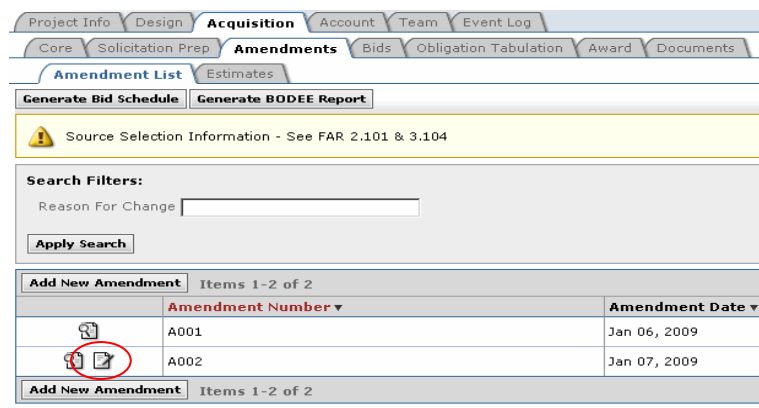 Project Info Design Acquisition Account Team Event Log
Core Solicitation Prep Amendments Bids Obligation Tabulation Award Documents
Amendment List Estimates
Generate Bid Schedule Generate BODEE Report
Source Selection Information - See FAR 2.101 & 3.104
Search Filters:
Reason For Change
Apply Search
Add New Amendment Items 1-2 of 2
Amendment Number Amendment Date
A001 Jan 06, 2009
A002 Jan 07, 2009
Add New Amendment Items 1-2 of 2